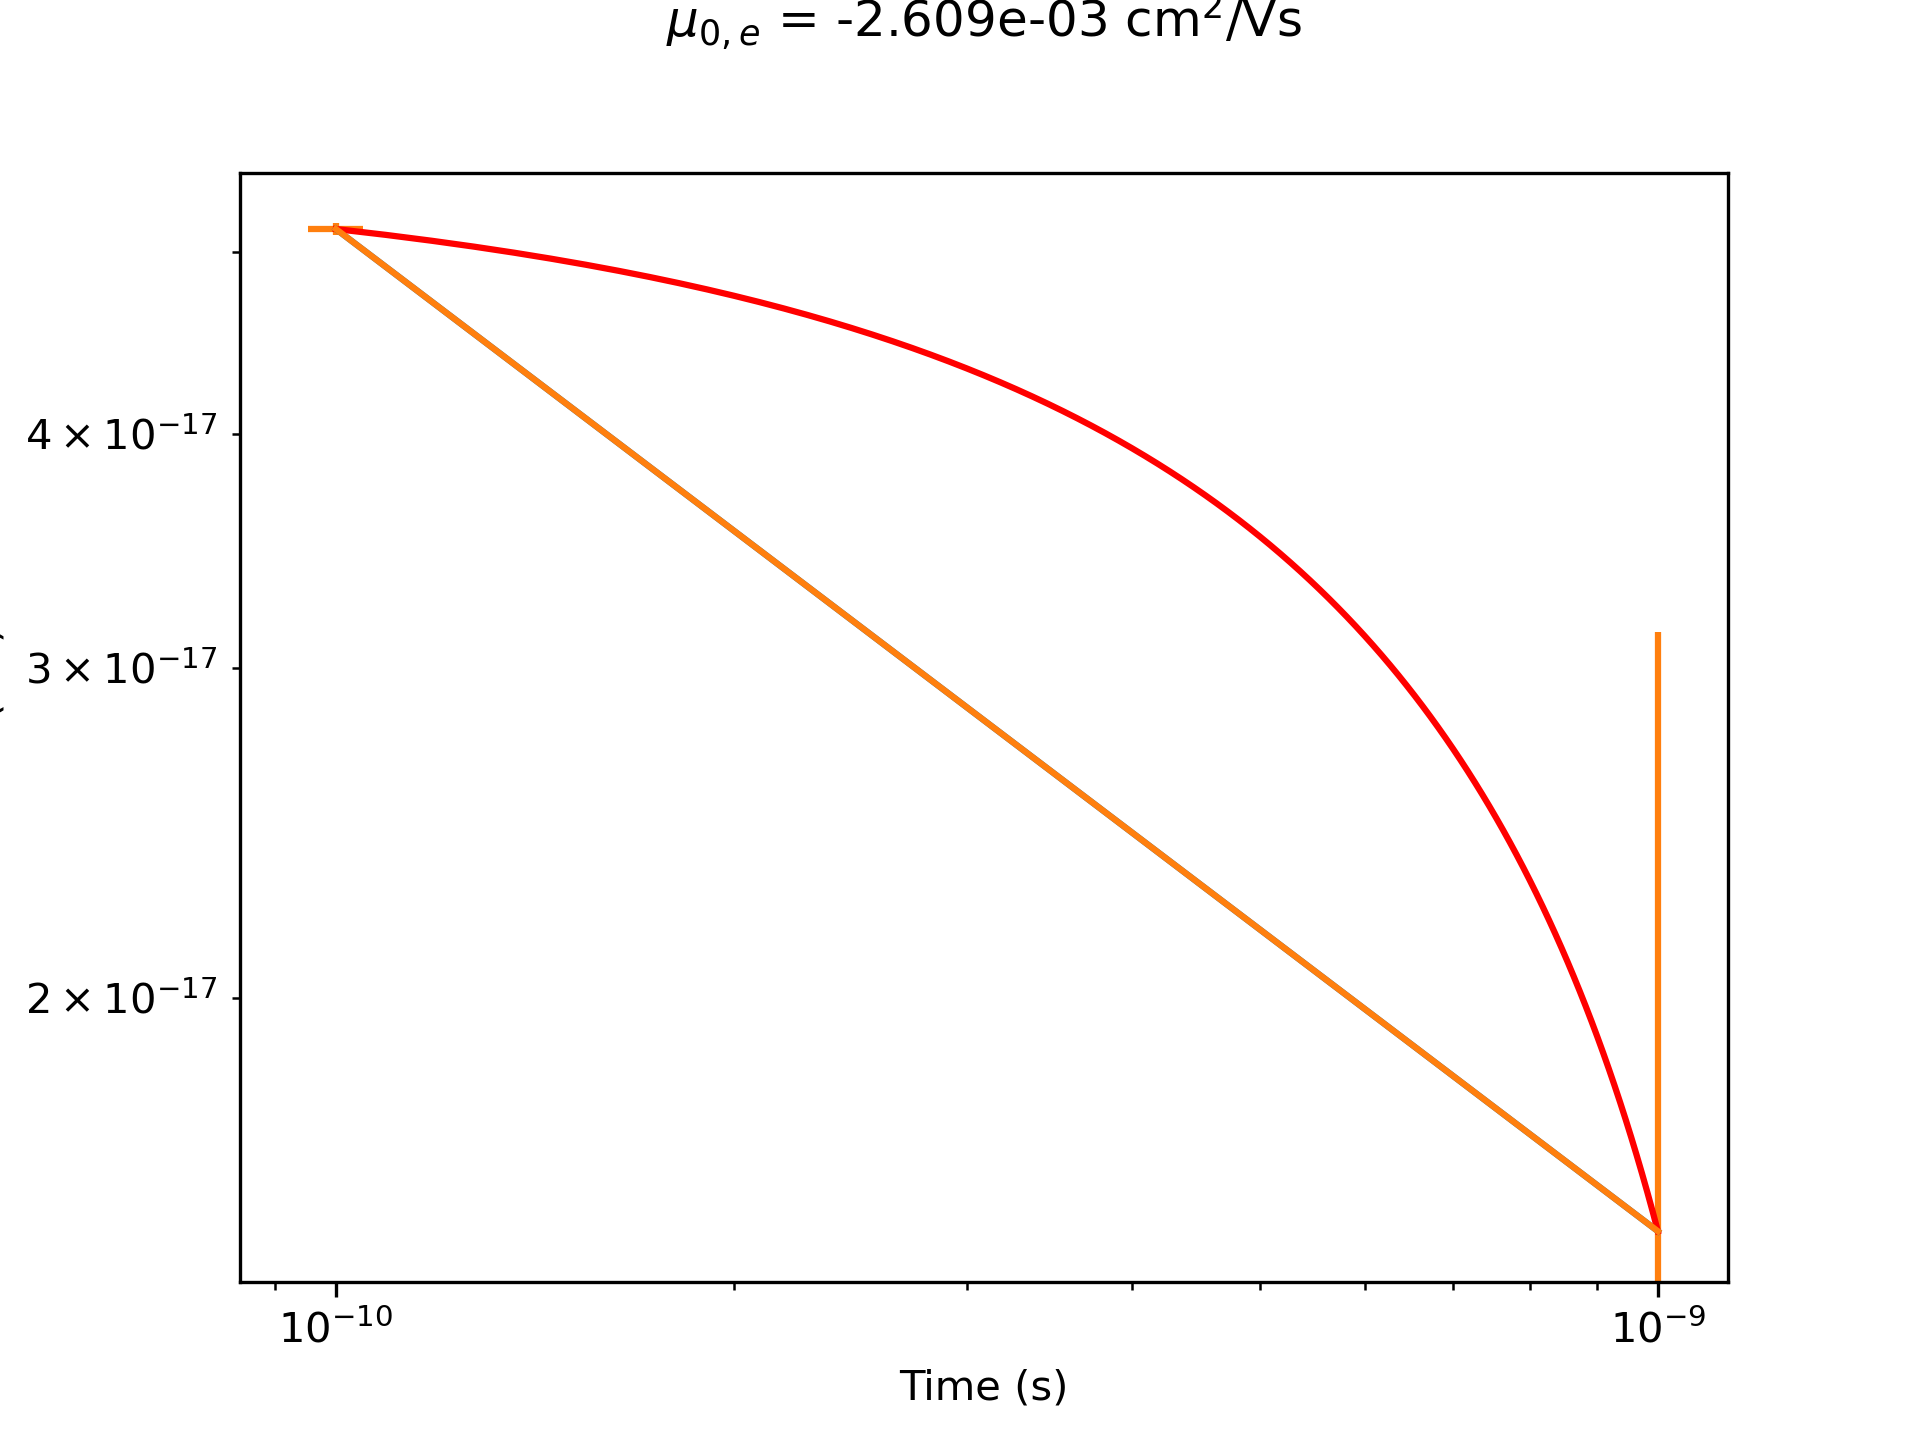 μ₀,ₑ = -2.609e-03 cm²/Vs
4 × 10⁻¹⁷
3 × 10⁻¹⁷
2 × 10⁻¹⁷
10⁻¹⁰ 10⁻⁹
Time (s)